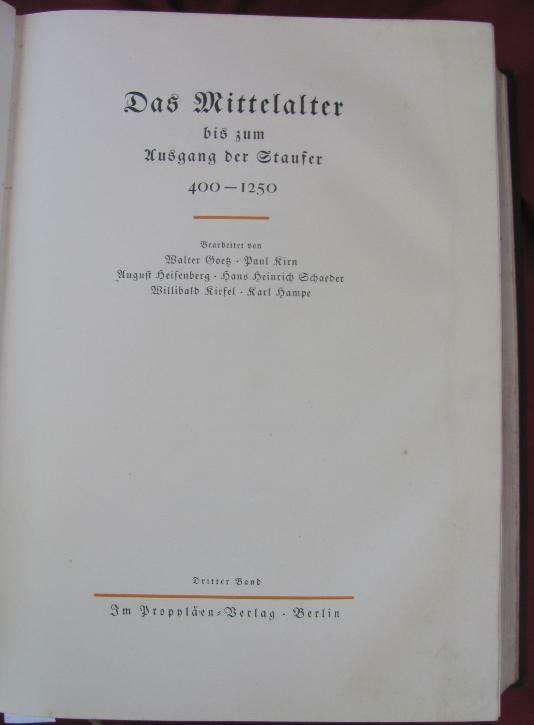 Das Mittelalter
bis zum
Ausgang der Staufer
400—1250
Bearbeitet von
Walter Goetz · Paul Kirn
August Heisenberg · Hans Heinrich Schaeder
Willibald Kirfel · Karl Hampe
Dritter Band
Im Propyläen-Verlag · Berlin